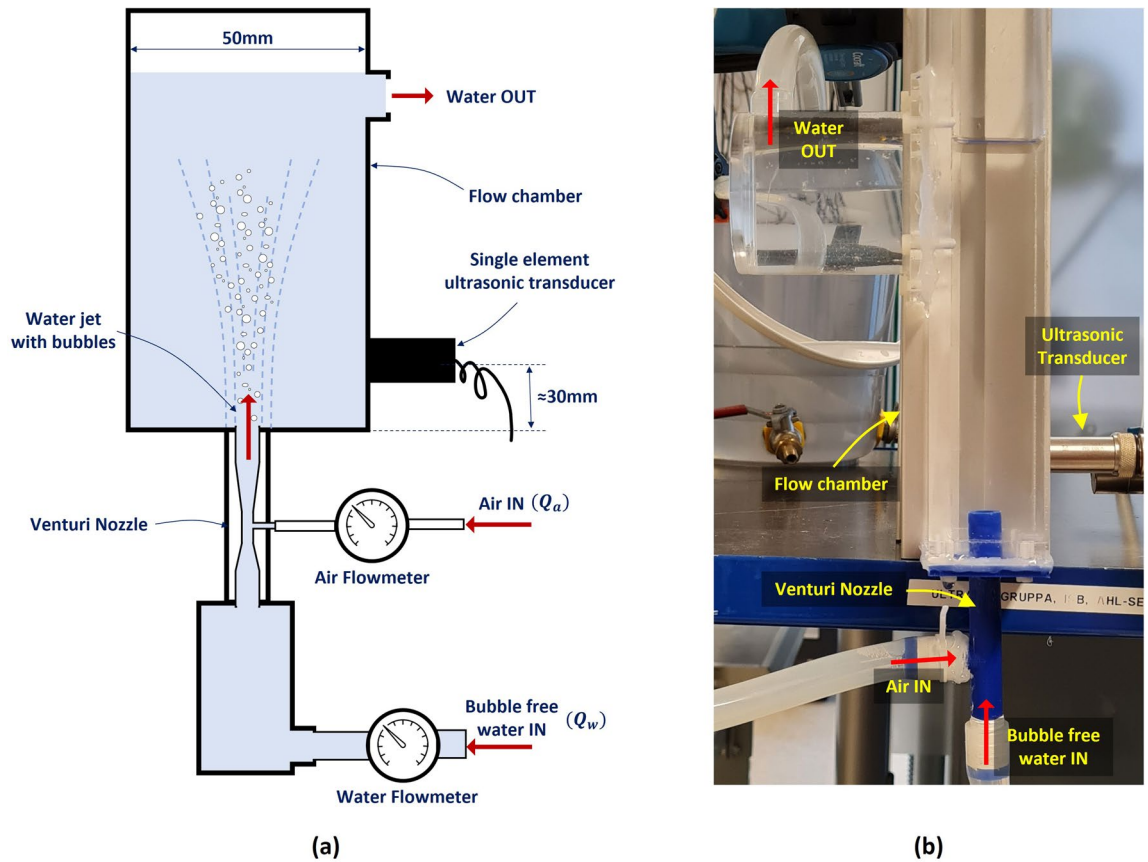 50mm
Water OUT
Flow chamber
Single element
ultrasonic transducer
Water jet
with bubbles
≈30mm
Venturi Nozzle
Air IN (Qₐ)
Air Flowmeter
Bubble free
water IN (Q_w)
Water Flowmeter
(a)
Water
OUT
Ultrasonic
Transducer
Flow chamber
Venturi Nozzle
GRUPPA,
Air IN
Bubble free
water IN
(b)